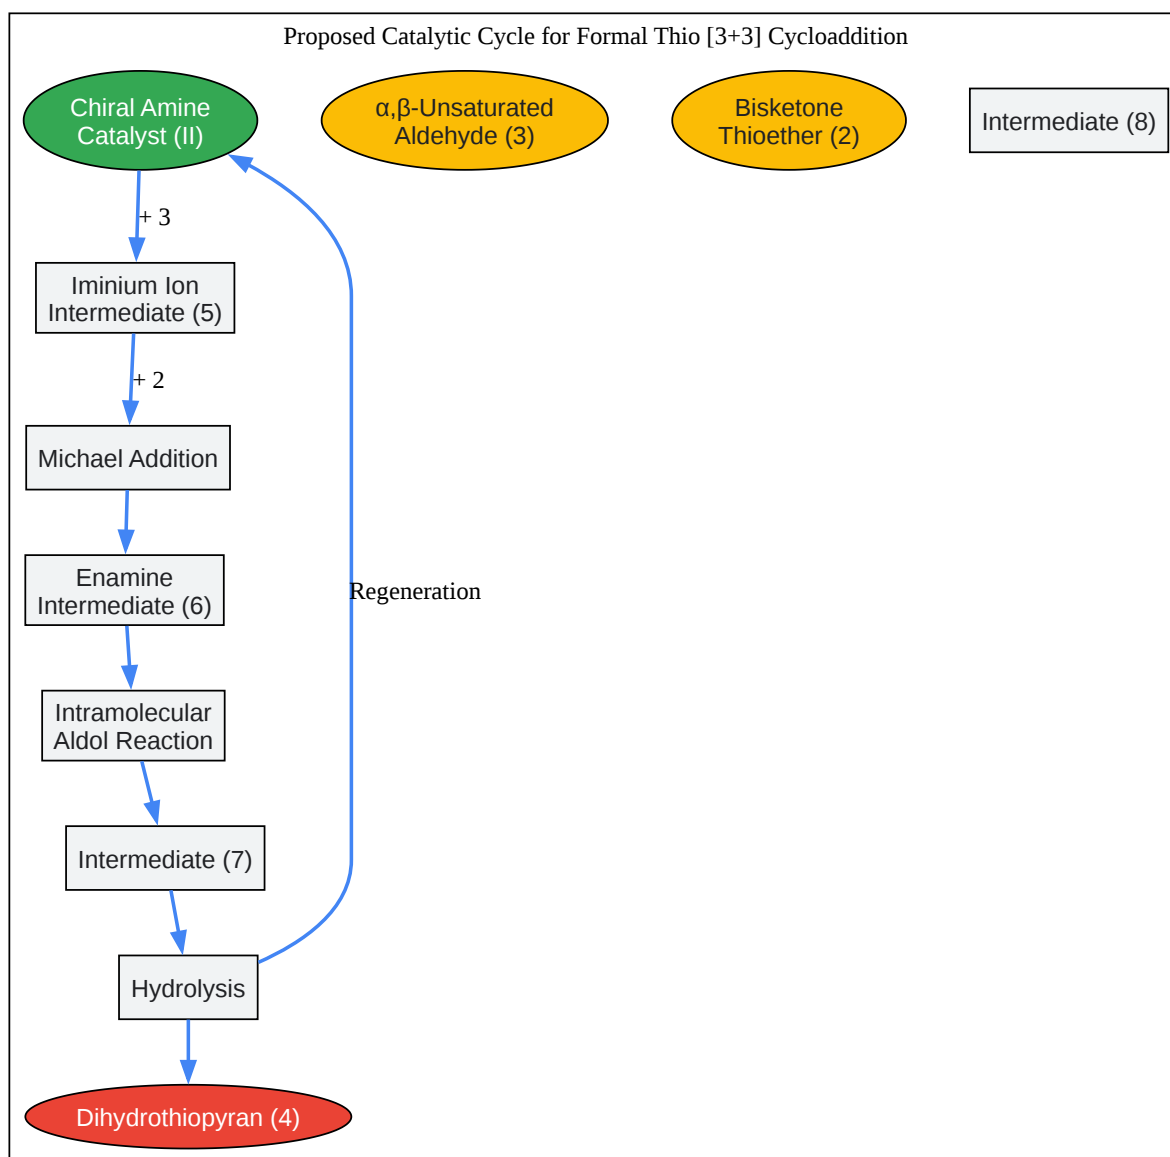 Proposed Catalytic Cycle for Formal Thio [3+3] Cycloaddition
Chiral Amine
Catalyst (II)
α,β-Unsaturated
Aldehyde (3)
Bisketone
Thioether (2)
Intermediate (8)
+ 3
Iminium Ion
Intermediate (5)
+ 2
Michael Addition
Enamine
Intermediate (6)
Regeneration
Intramolecular
Aldol Reaction
Intermediate (7)
Hydrolysis
Dihydrothiopyran (4)